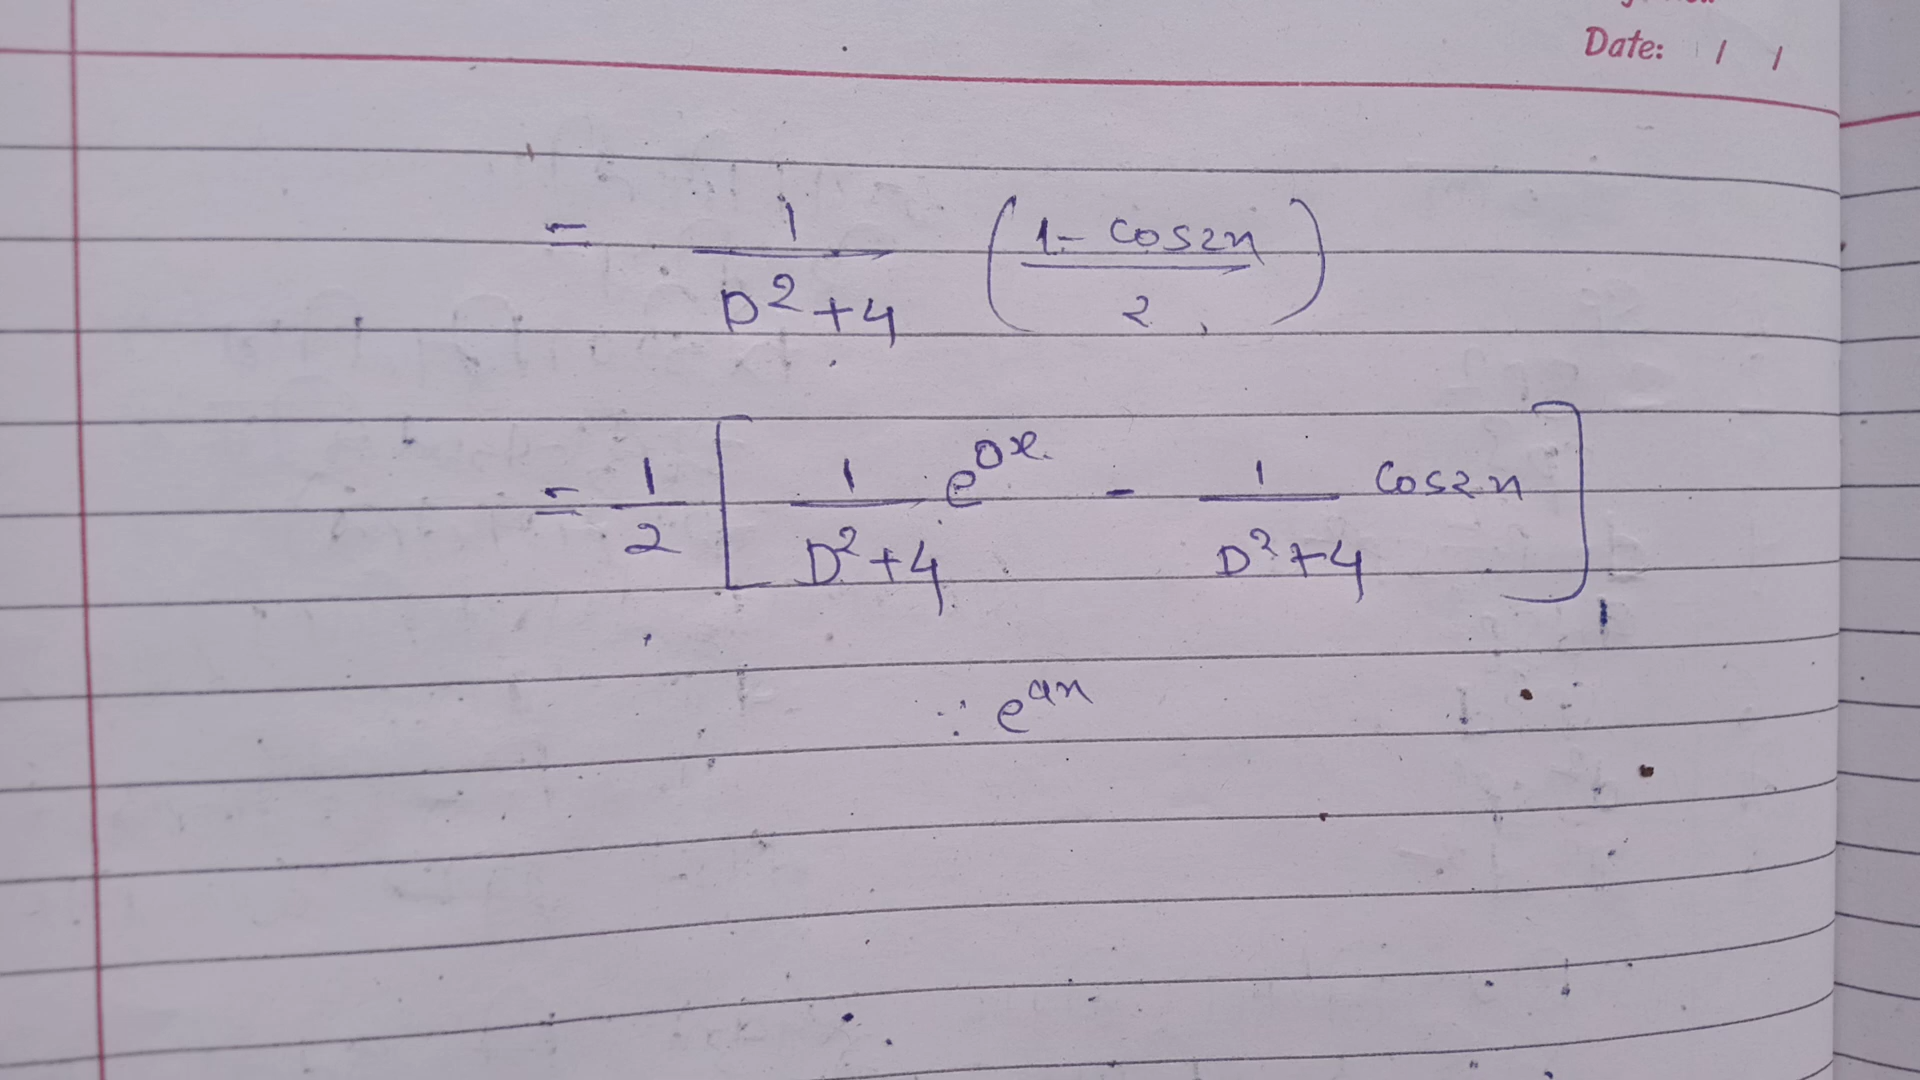 Date: / /
= 1/(D²+4) ((1 - cos2x)/2)
= 1/2 [ 1/(D²+4) e^(0x) - 1/(D²+4) cos2x ]
∵ e^(ax)